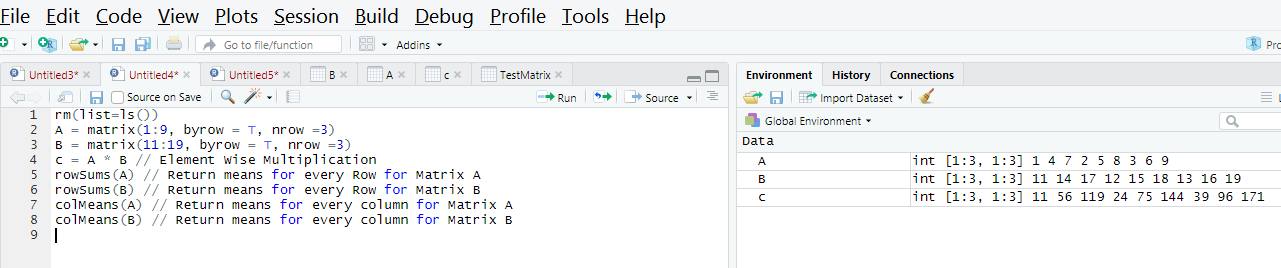 File Edit Code View Plots Session Build Debug Profile Tools Help
Go to file/function Addins
Untitled3* Untitled4* Untitled5* B A c TestMatrix
Source on Save Run Source
1 rm(list=ls())
2 A = matrix(1:9, byrow = T, nrow =3)
3 B = matrix(11:19, byrow = T, nrow =3)
4 c = A * B // Element Wise Multiplication
5 rowSums(A) // Return means for every Row for Matrix A
6 rowSums(B) // Return means for every Row for Matrix B
7 colMeans(A) // Return means for every column for Matrix A
8 colMeans(B) // Return means for every column for Matrix B
9
Environment History Connections
Import Dataset
Global Environment
Data
A int [1:3, 1:3] 1 4 7 2 5 8 3 6 9
B int [1:3, 1:3] 11 14 17 12 15 18 13 16 19
c int [1:3, 1:3] 11 56 119 24 75 144 39 96 171